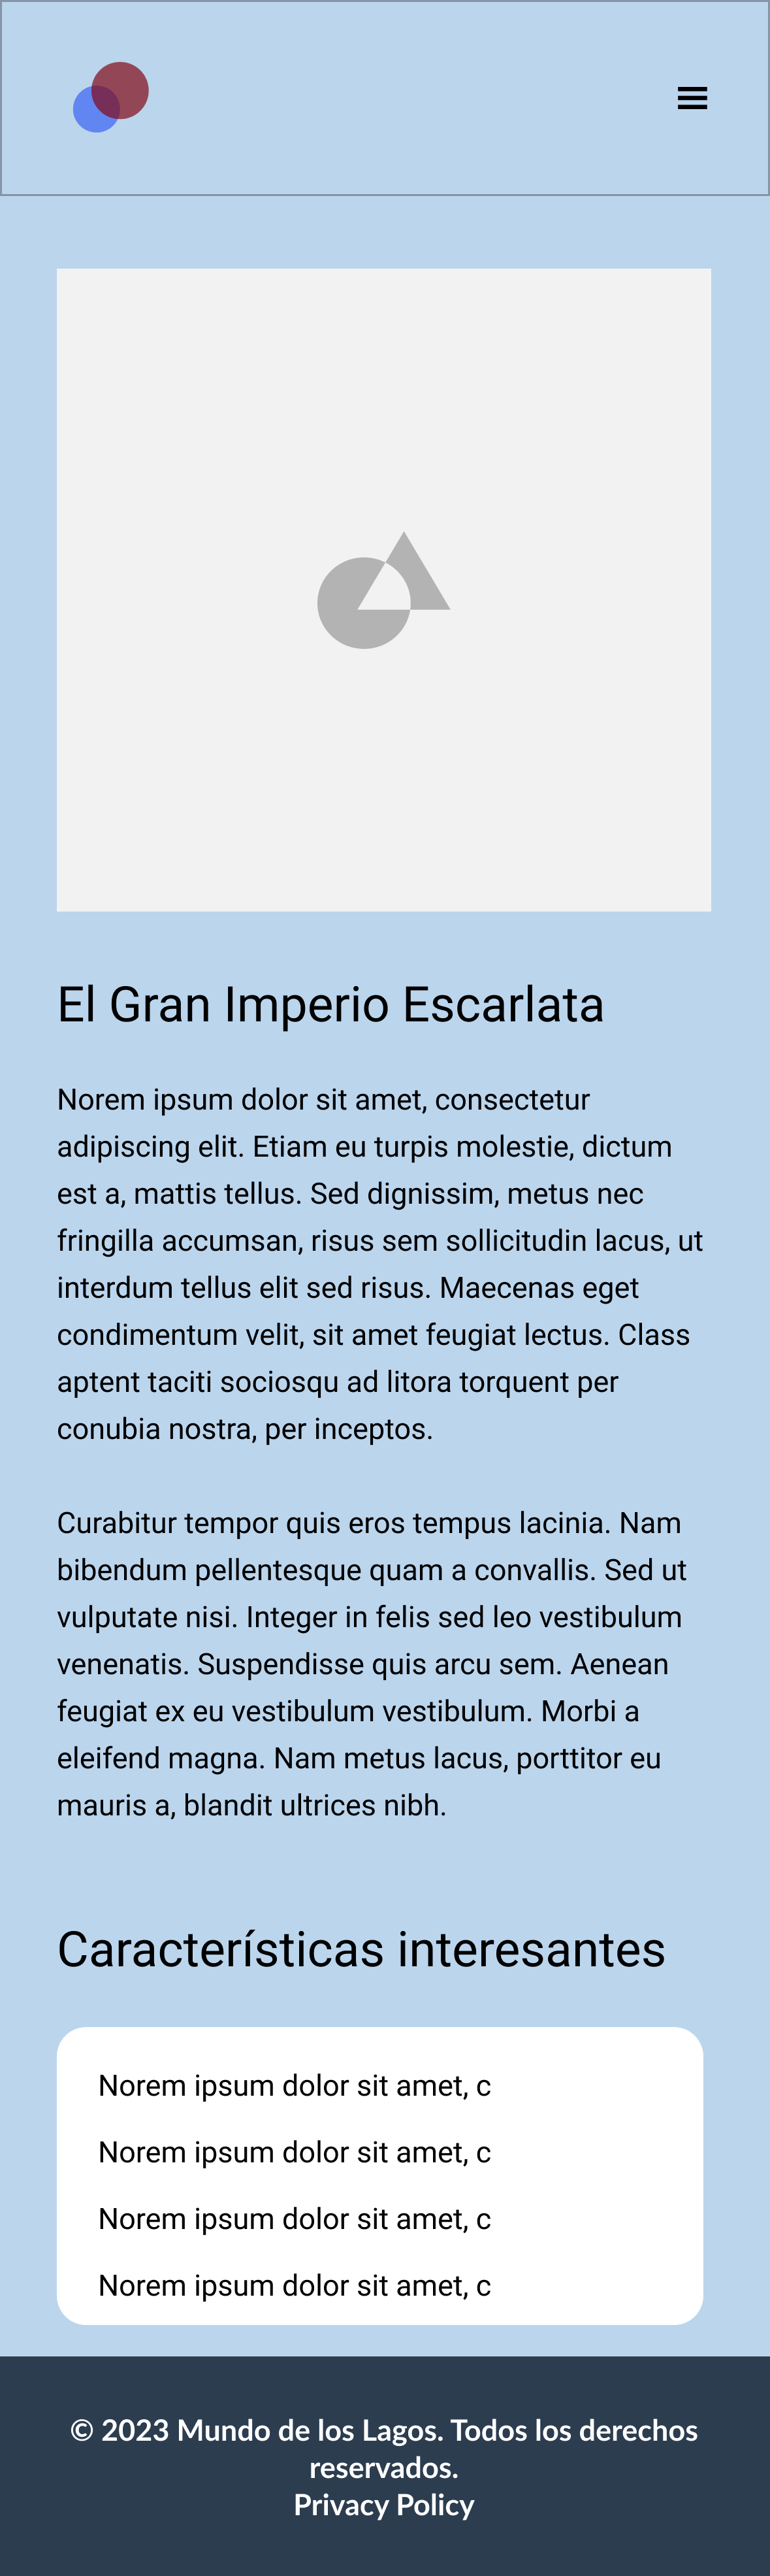 El Gran Imperio Escarlata
Norem ipsum dolor sit amet, consectetur
adipiscing elit. Etiam eu turpis molestie, dictum
est a, mattis tellus. Sed dignissim, metus nec
fringilla accumsan, risus sem sollicitudin lacus, ut
interdum tellus elit sed risus. Maecenas eget
condimentum velit, sit amet feugiat lectus. Class
aptent taciti sociosqu ad litora torquent per
conubia nostra, per inceptos.
Curabitur tempor quis eros tempus lacinia. Nam
bibendum pellentesque quam a convallis. Sed ut
vulputate nisi. Integer in felis sed leo vestibulum
venenatis. Suspendisse quis arcu sem. Aenean
feugiat ex eu vestibulum vestibulum. Morbi a
eleifend magna. Nam metus lacus, porttitor eu
mauris a, blandit ultrices nibh.
Características interesantes
Norem ipsum dolor sit amet, c
Norem ipsum dolor sit amet, c
Norem ipsum dolor sit amet, c
Norem ipsum dolor sit amet, c
© 2023 Mundo de los Lagos. Todos los derechos
reservados.
Privacy Policy